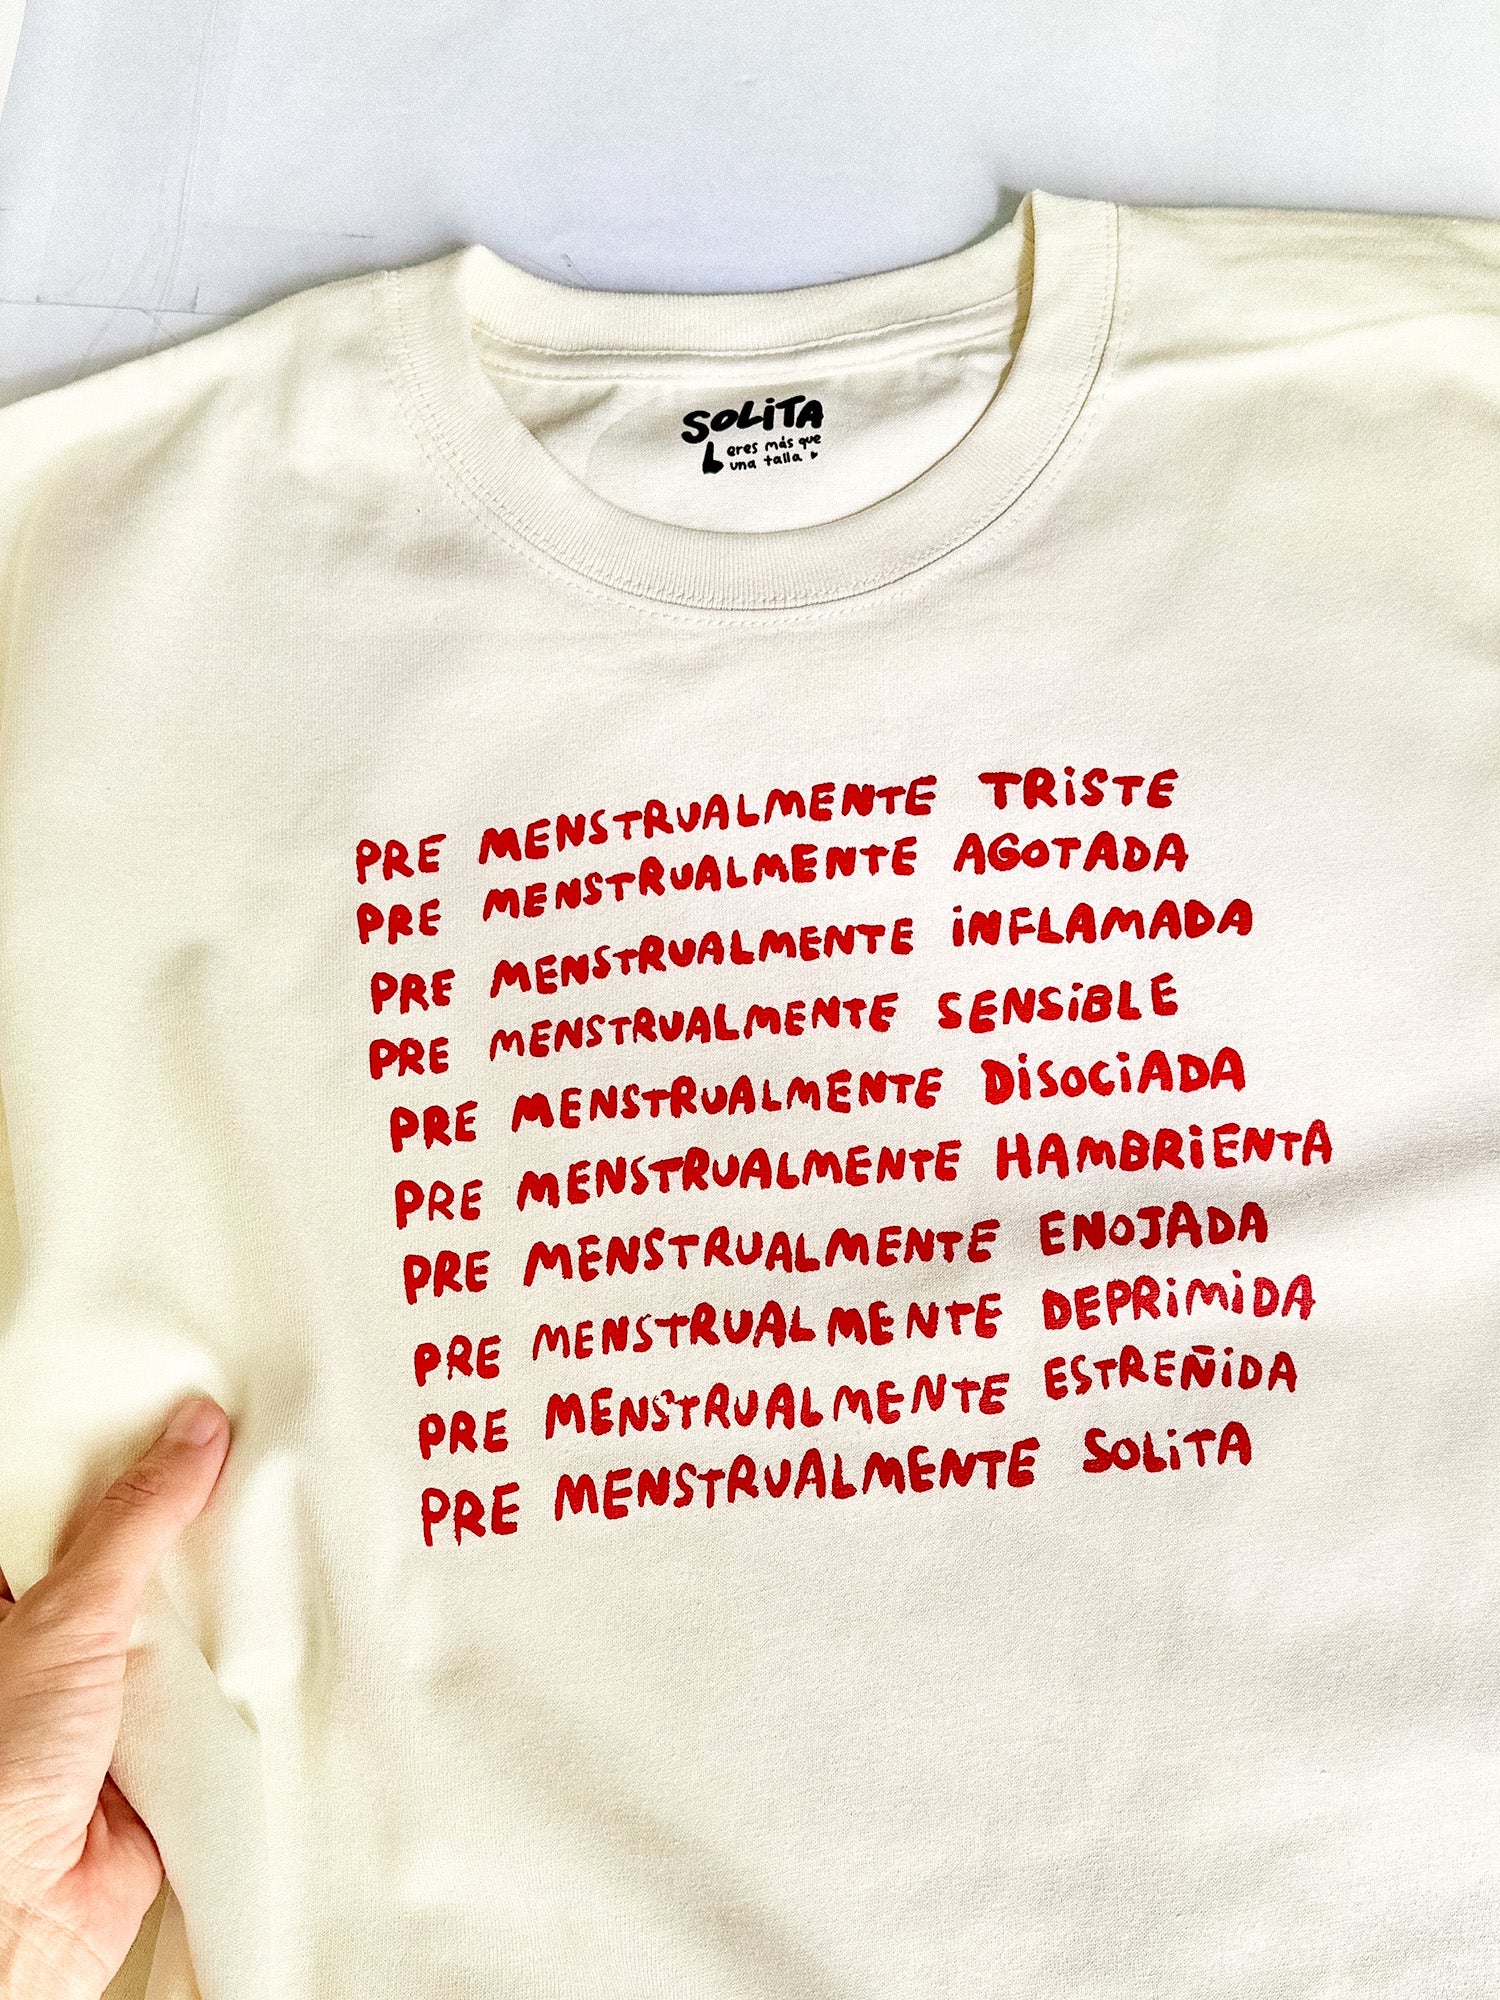 SOLiTA
L eres más que
una talla
PRE MENSTRUALMENTE TRiSTE
PRE MENSTRUALMENTE AGOTADA
PRE MENSTRUALMENTE iNFLAMADA
PRE MENSTRUALMENTE SENSiBLE
PRE MENSTRUALMENTE DiSOCiADA
PRE MENSTRUALMENTE HAMBRiENTA
PRE MENSTRUALMENTE ENOJADA
PRE MENSTRUALMENTE DEPRiMiDA
PRE MENSTRUALMENTE ESTREÑiDA
PRE MENSTRUALMENTE SOLiTA